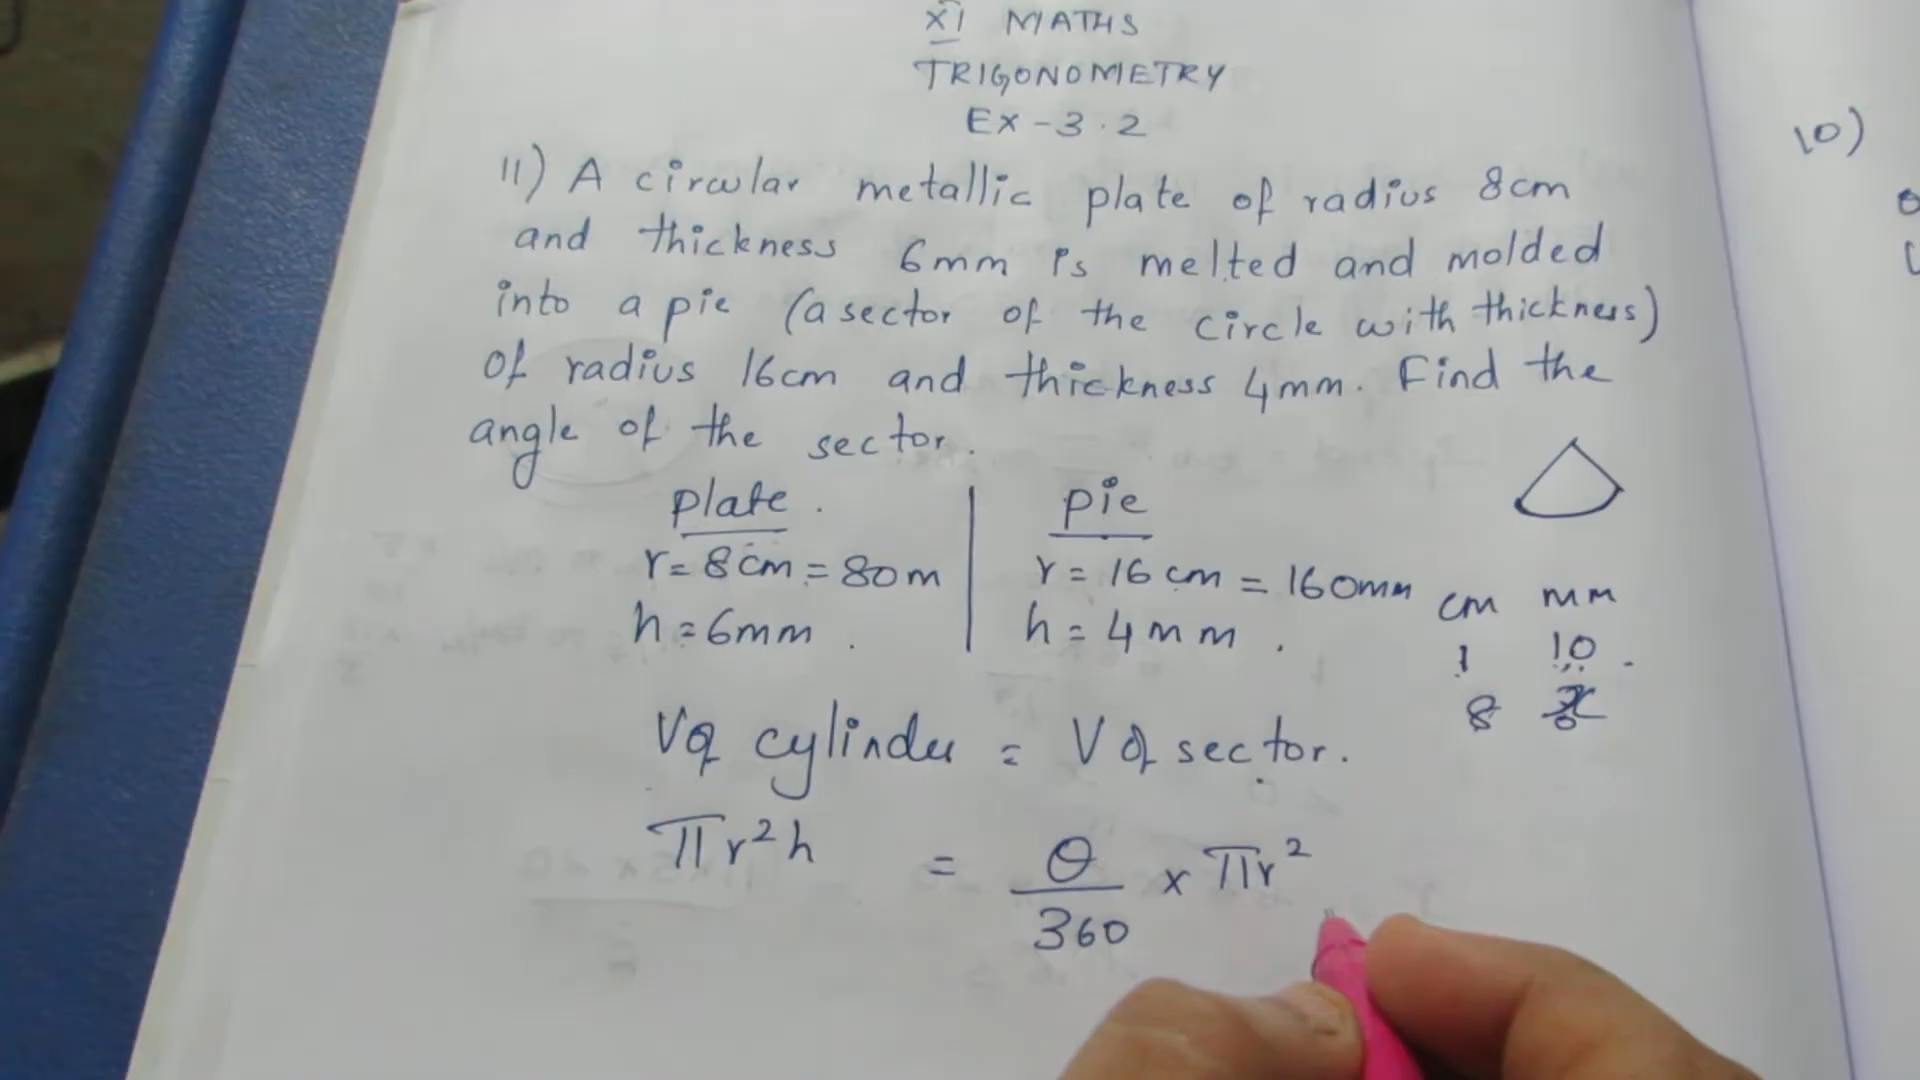 XI MATHS
TRIGONOMETRY
EX-3.2
11) A circular metallic plate of radius 8cm
and thickness 6mm is melted and molded
into a pie (a sector of the circle with thickness)
of radius 16cm and thickness 4mm. Find the
angle of the sector.
plate.
r=8cm=80m
h=6mm.
pie
r=16cm=160mm
h=4mm.
cm mm
1 10.
8
V of cylinder = V of sector.
πr²h = θ/360 × πr²
10)